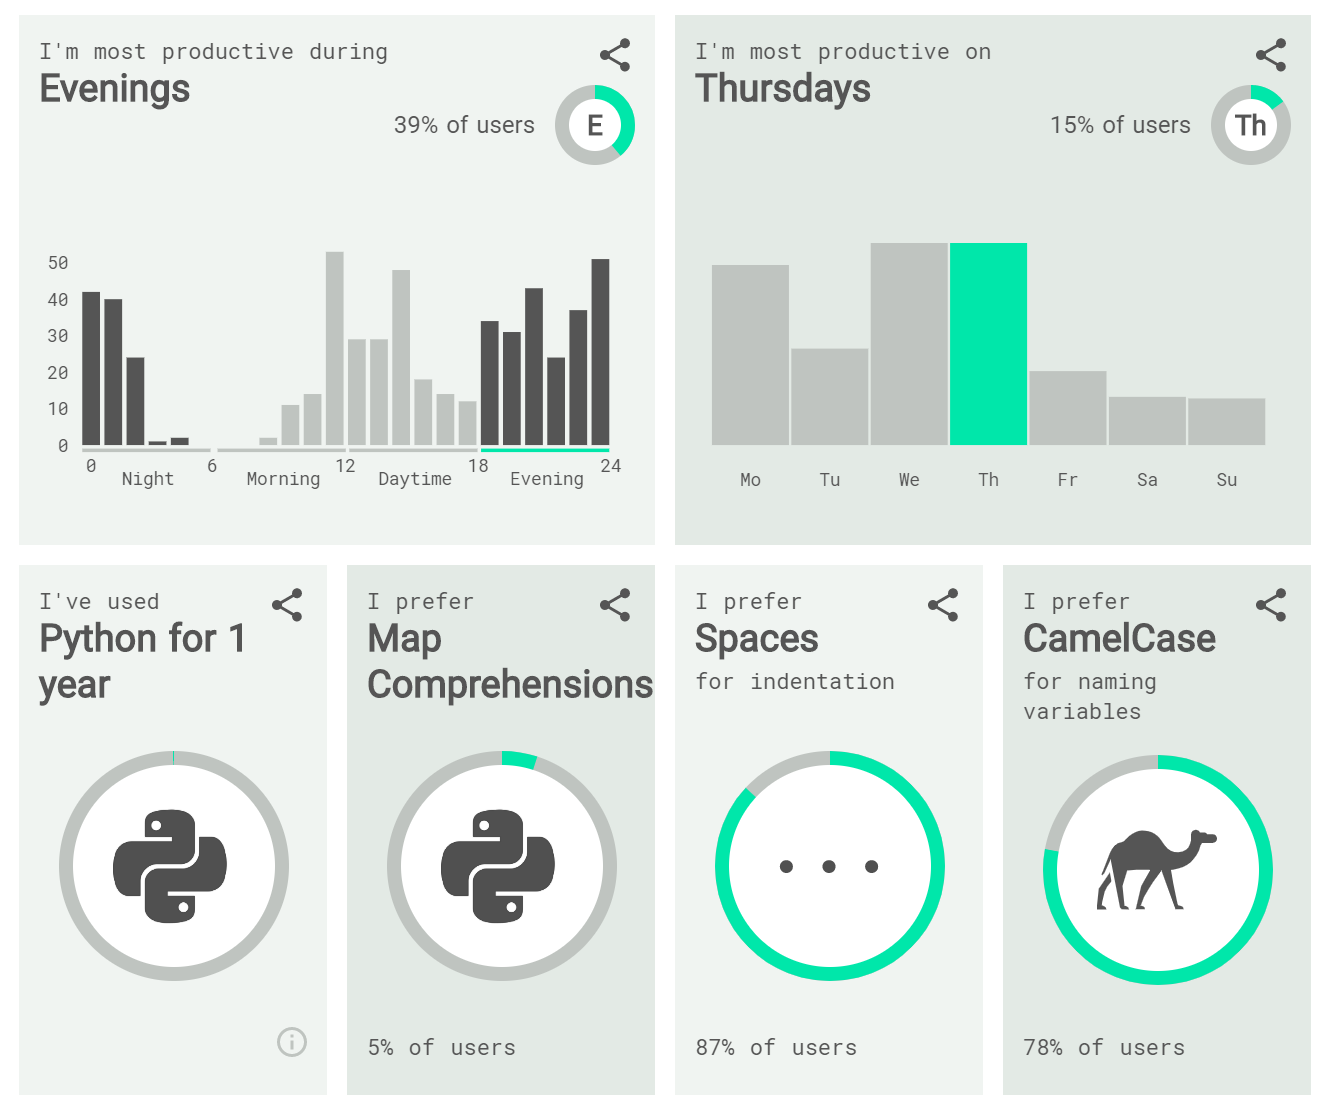 I'm most productive during
Evenings
39% of users
E
50
40
30
20
10
0
0 6 12 18 24
Night Morning Daytime Evening
I'm most productive on
Thursdays
15% of users
Th
Mo Tu We Th Fr Sa Su
I've used
Python for 1
year
I prefer
Map
Comprehensions
5% of users
I prefer
Spaces
for indentation
87% of users
I prefer
CamelCase
for naming
variables
78% of users